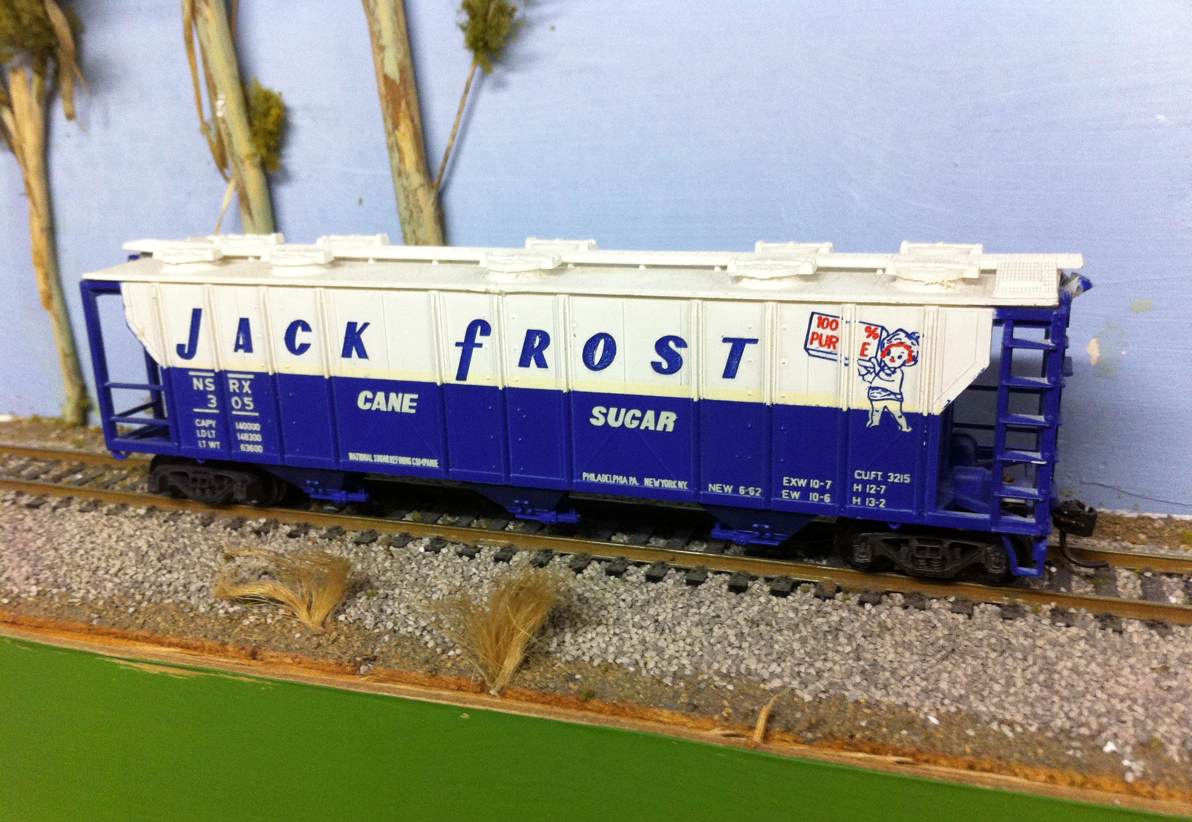 JACK FROST
100 %
PUR E
CANE SUGAR
NS RX
3 05
CAPY 140000
LD LT 148300
LT WT 63600
NATIONAL SUGAR REFINING COMPANIE
PHILADELPHIA PA. NEW YORK NY.
NEW 6-62
EXW 10-7
EW 10-6
CU.FT. 3215
H 12-7
H 13-2